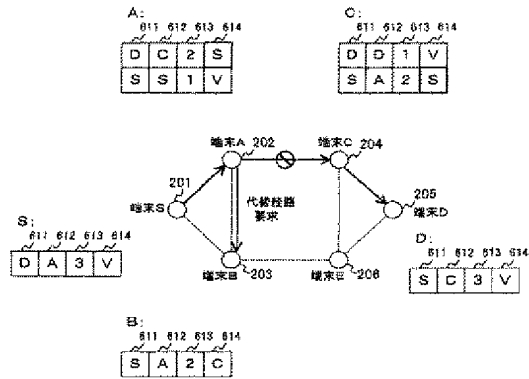 A:
611 612 613 614
D C 2 S
S S 1 V
C:
611 612 613 614
D D 1 V
S A 2 S
端末A 202
端末C 204
201
端末S
代替経路
要求
205
端末D
S:
611 612 613 614
D A 3 V
端末B 203
端末E 206
D:
611 612 613 614
S C 3 V
B:
611 612 613 614
S A 2 C